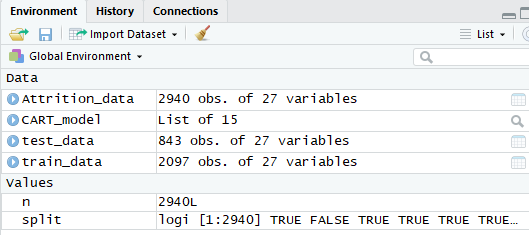 Environment History Connections
Import Dataset List
Global Environment
Data
Attrition_data 2940 obs. of 27 variables
CART_model List of 15
test_data 843 obs. of 27 variables
train_data 2097 obs. of 27 variables
Values
n 2940L
split logi [1:2940] TRUE FALSE TRUE TRUE TRUE TRUE…